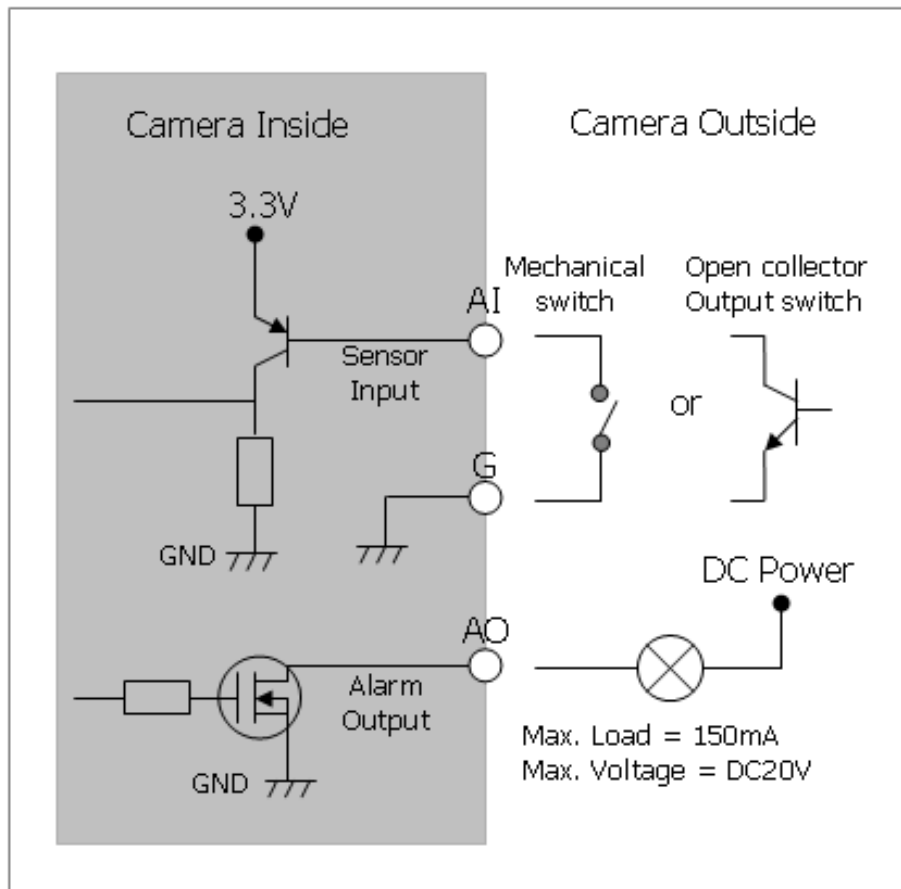 Camera Inside
Camera Outside
3.3V
Mechanical
switch
Open collector
Output switch
AI
Sensor
Input
or
G
GND
DC Power
AO
Alarm
Output
GND
Max. Load = 150mA
Max. Voltage = DC20V